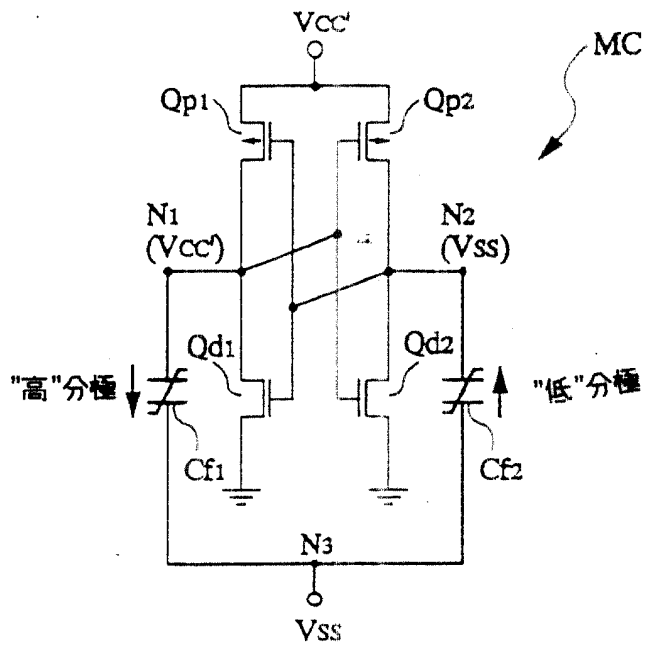 VCC'
MC
Qp1
Qp2
N1
(VCC')
N2
(VSS)
Qd1
Qd2
"高"分極
"低"分極
Cf1
Cf2
N3
VSS